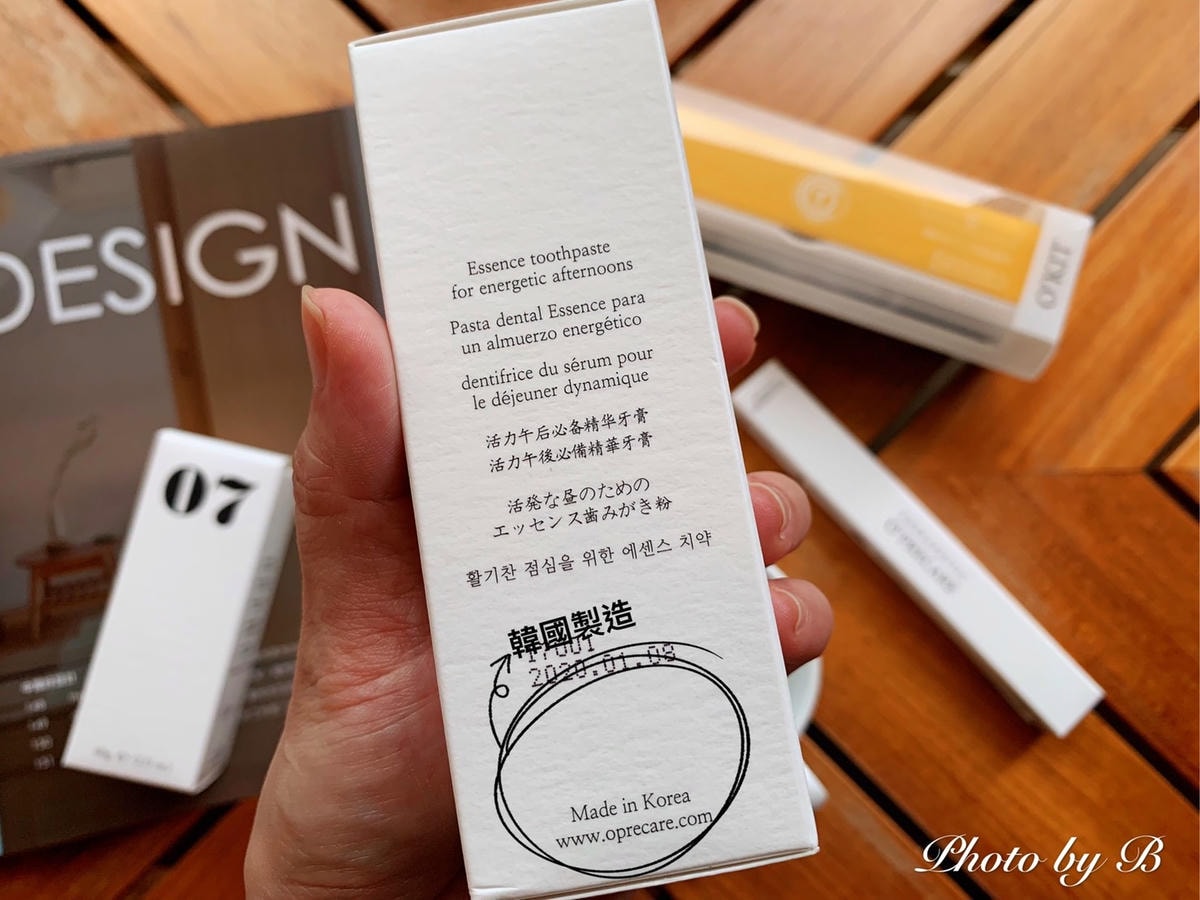 DESIGN
07
O'KIT
Essence toothpaste
for energetic afternoons
Pasta dental Essence para
un almuerzo energético
dentifrice du sérum pour
le déjeuner dynamique
活力午后必备精华牙膏
活力午後必備精華牙膏
活発な昼のための
エッセンス歯みがき粉
활기찬 점심을 위한 에센스 치약
韓國製造
2020.01.08
Made in Korea
www.oprecare.com
Photo by B